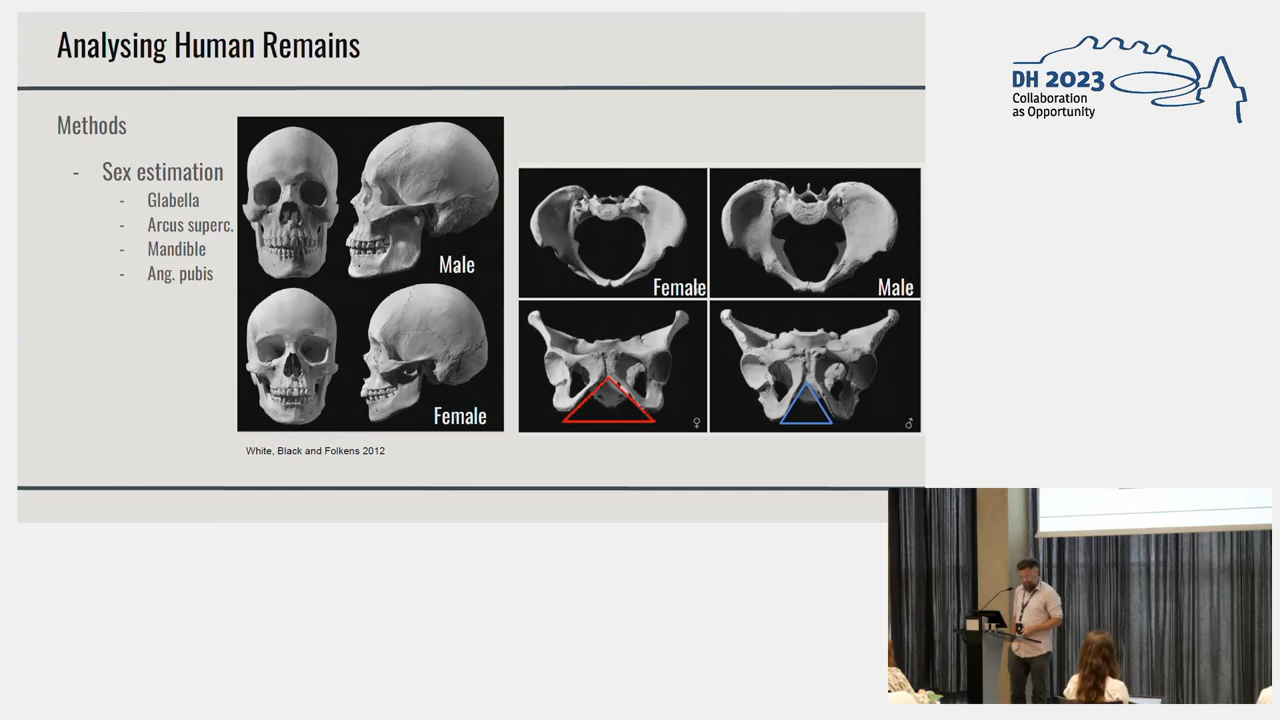 Analysing Human Remains
Methods
- Sex estimation
- Glabella
- Arcus superc.
- Mandible
- Ang. pubis
Male
Female
Female
Male
♀
♂
White, Black and Folkens 2012
DH 2023
Collaboration
as Opportunity